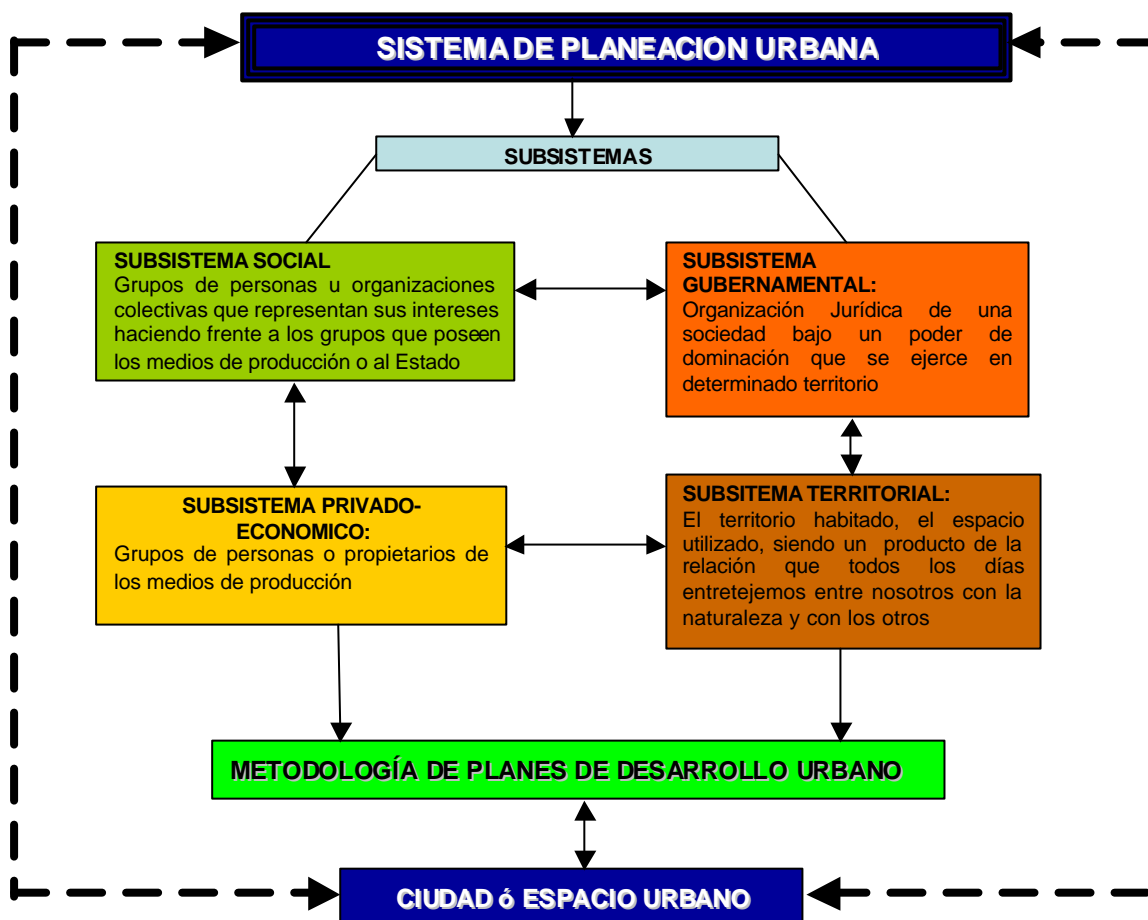 SISTEMA DE PLANEACION URBANA
SUBSISTEMAS
SUBSISTEMA SOCIAL
Grupos de personas u organizaciones
colectivas que representan sus intereses
haciendo frente a los grupos que poseen
los medios de producción o al Estado
SUBSISTEMA
GUBERNAMENTAL:
Organización Jurídica de una
sociedad bajo un poder de
dominación que se ejerce en
determinado territorio
SUBSISTEMA PRIVADO-
ECONOMICO:
Grupos de personas o propietarios de
los medios de producción
SUBSITEMA TERRITORIAL:
El territorio habitado, el espacio
utilizado, siendo un producto de la
relación que todos los días
entretejemos entre nosotros con la
naturaleza y con los otros
METODOLOGÍA DE PLANES DE DESARROLLO URBANO
CIUDAD ó ESPACIO URBANO